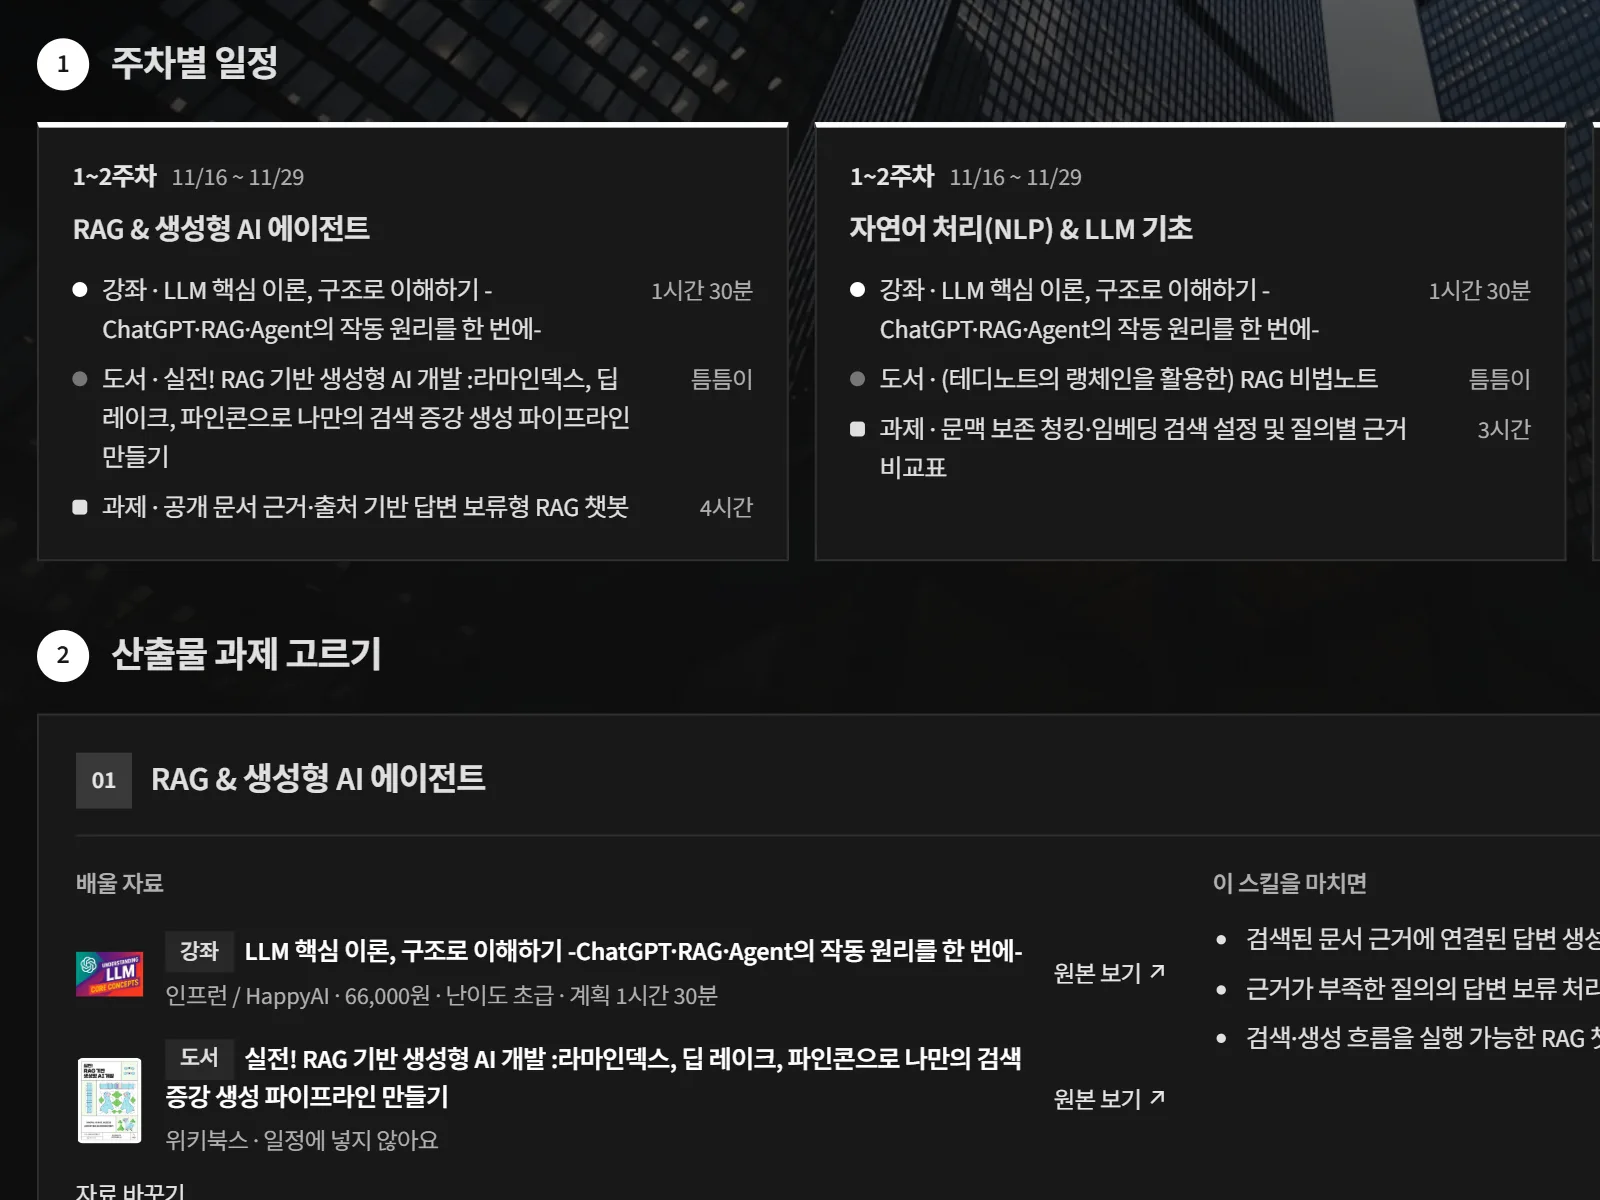 1 주차별 일정
1~2주차 11/16 ~ 11/29
RAG & 생성형 AI 에이전트
강좌 · LLM 핵심 이론, 구조로 이해하기 - 1시간 30분
ChatGPT·RAG·Agent의 작동 원리를 한 번에-
도서 · 실전! RAG 기반 생성형 AI 개발 :라마인덱스, 딥 틈틈이
레이크, 파인콘으로 나만의 검색 증강 생성 파이프라인
만들기
과제 · 공개 문서 근거·출처 기반 답변 보류형 RAG 챗봇 4시간
1~2주차 11/16 ~ 11/29
자연어 처리(NLP) & LLM 기초
강좌 · LLM 핵심 이론, 구조로 이해하기 - 1시간 30분
ChatGPT·RAG·Agent의 작동 원리를 한 번에-
도서 · (테디노트의 랭체인을 활용한) RAG 비법노트 틈틈이
과제 · 문맥 보존 청킹·임베딩 검색 설정 및 질의별 근거 3시간
비교표
2 산출물 과제 고르기
01 RAG & 생성형 AI 에이전트
배울 자료
UNDERSTANDING
LLM
CORE CONCEPTS
강좌 LLM 핵심 이론, 구조로 이해하기 -ChatGPT·RAG·Agent의 작동 원리를 한 번에-
인프런 / HappyAI · 66,000원 · 난이도 초급 · 계획 1시간 30분
원본 보기 ↗
도서 실전! RAG 기반 생성형 AI 개발 :라마인덱스, 딥 레이크, 파인콘으로 나만의 검색
증강 생성 파이프라인 만들기
위키북스 · 일정에 넣지 않아요
원본 보기 ↗
자료 바꾸기
이 스킬을 마치면
검색된 문서 근거에 연결된 답변 생성
근거가 부족한 질의의 답변 보류 처리
검색·생성 흐름을 실행 가능한 RAG